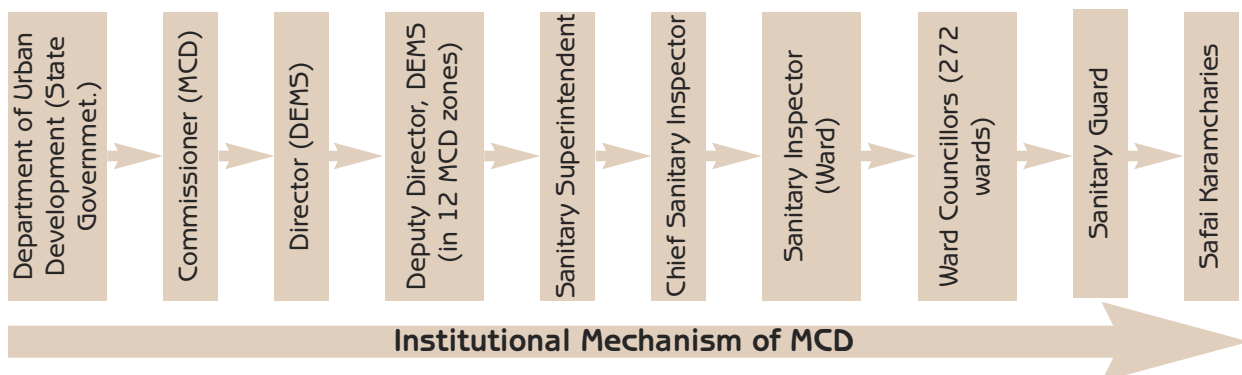 Department of Urban
Development (State
Governmet.)
Commissioner (MCD)
Director (DEMS)
Deputy Director, DEMS
(in 12 MCD zones)
Sanitary Superintendent
Chief Sanitary Inspector
Sanitary Inspector
(Ward)
Ward Councillors (272
wards)
Sanitary Guard
Safai Karamcharies
Institutional Mechanism of MCD